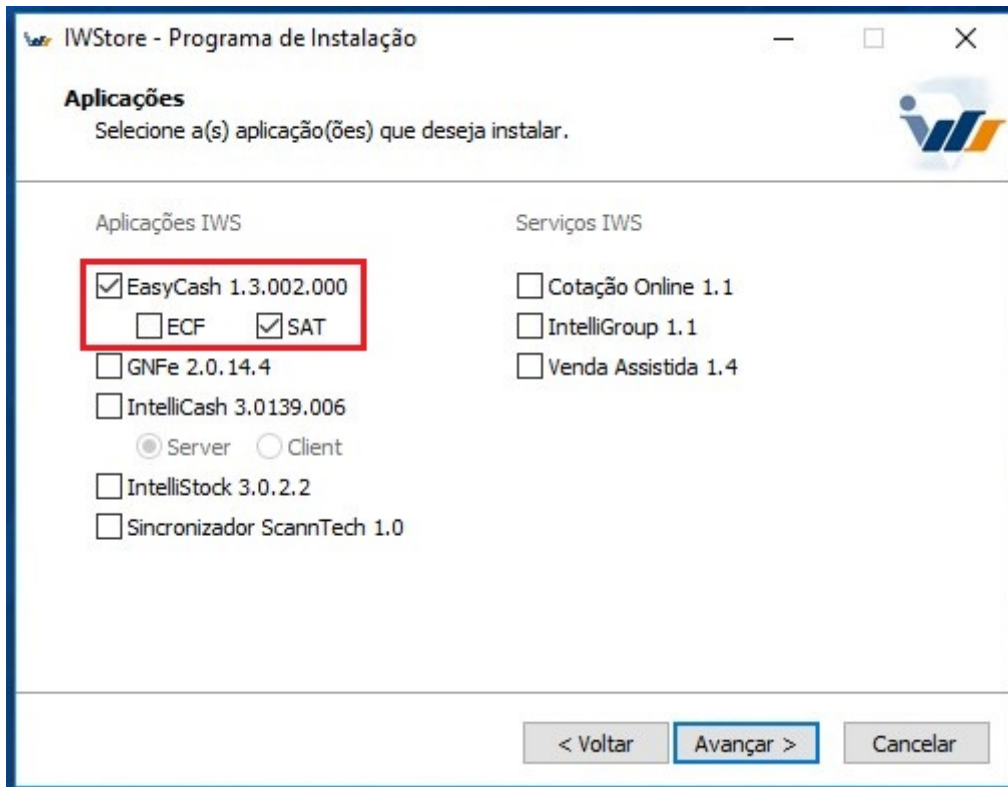 IWStore - Programa de Instalação
Aplicações
Selecione a(s) aplicação(ões) que deseja instalar.
iws
Aplicações IWS
EasyCash 1.3.002.000
ECF SAT
GNFe 2.0.14.4
IntelliCash 3.0139.006
Server Client
IntelliStock 3.0.2.2
Sincronizador ScannTech 1.0
Serviços IWS
Cotação Online 1.1
IntelliGroup 1.1
Venda Assistida 1.4
< Voltar Avançar > Cancelar